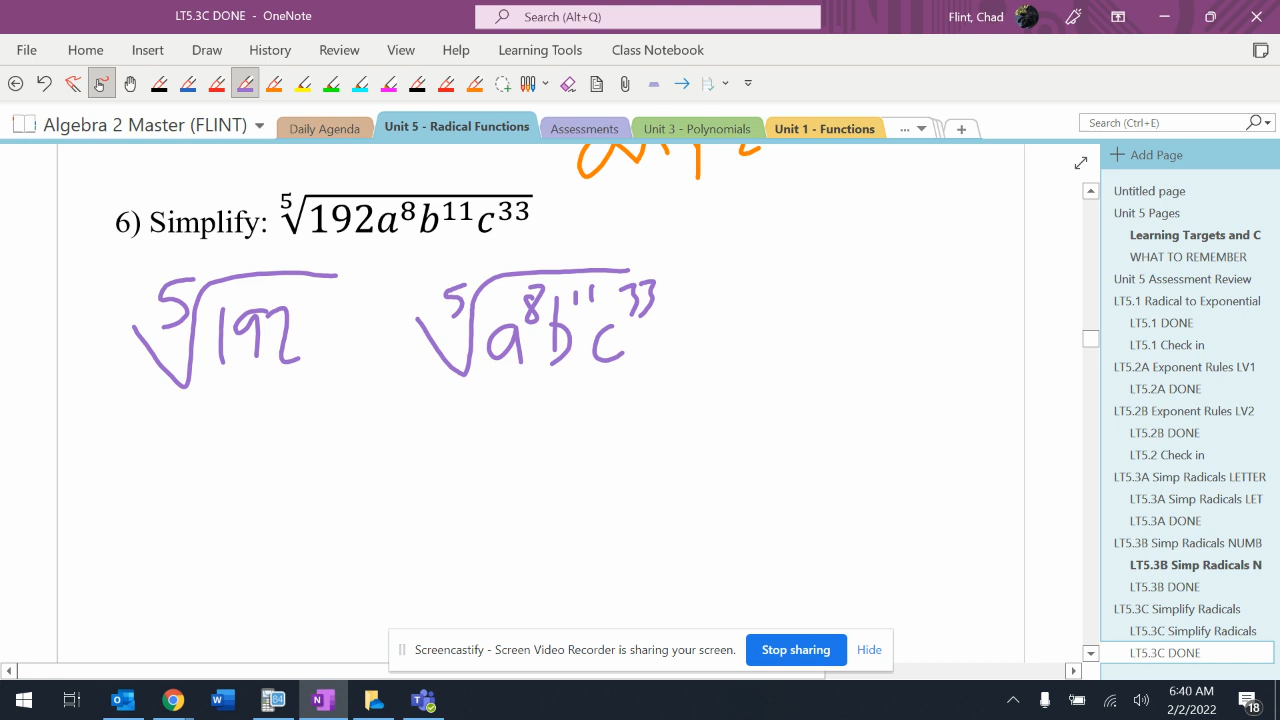 LT5.3C DONE - OneNote
Search (Alt+Q)
Flint, Chad
File Home Insert Draw History Review View Help Learning Tools Class Notebook
Algebra 2 Master (FLINT) Daily Agenda Unit 5 - Radical Functions Assessments Unit 3 - Polynomials Unit 1 - Functions ... +
Search (Ctrl+E)
Add Page
Untitled page
Unit 5 Pages
Learning Targets and C
WHAT TO REMEMBER
Unit 5 Assessment Review
LT5.1 Radical to Exponential
LT5.1 DONE
LT5.1 Check in
LT5.2A Exponent Rules LV1
LT5.2A DONE
LT5.2B Exponent Rules LV2
LT5.2B DONE
LT5.2 Check in
LT5.3A Simp Radicals LETTER
LT5.3A Simp Radicals LET
LT5.3A DONE
LT5.3B Simp Radicals NUMB
LT5.3B Simp Radicals N
LT5.3B DONE
LT5.3C Simplify Radicals
LT5.3C Simplify Radicals
LT5.3C DONE
6) Simplify: ⁵√192a⁸b¹¹c³³
⁵√192 ⁵√a⁸b¹¹c³³
Screencastify - Screen Video Recorder is sharing your screen. Stop sharing Hide
6:40 AM
2/2/2022
18